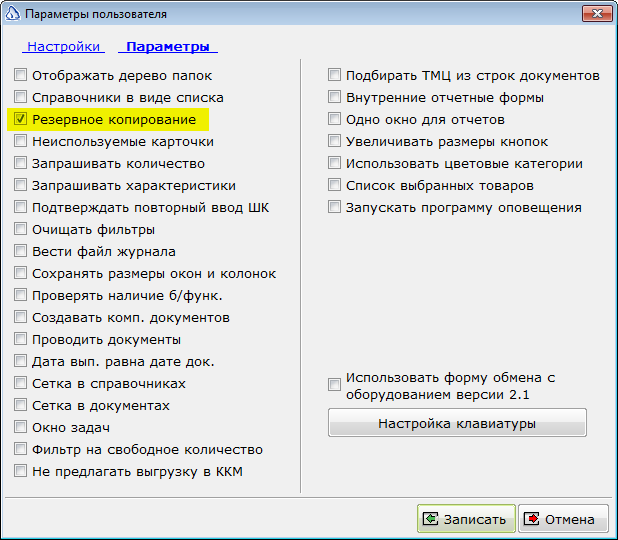 Параметры пользователя
Настройки
Параметры
Отображать дерево папок
Справочники в виде списка
Резервное копирование
Неиспользуемые карточки
Запрашивать количество
Запрашивать характеристики
Подтверждать повторный ввод ШК
Очищать фильтры
Вести файл журнала
Сохранять размеры окон и колонок
Проверять наличие б/функ.
Создавать комп. документов
Проводить документы
Дата вып. равна дате док.
Сетка в справочниках
Сетка в документах
Окно задач
Фильтр на свободное количество
Не предлагать выгрузку в ККМ
Подбирать ТМЦ из строк документов
Внутренние отчетные формы
Одно окно для отчетов
Увеличивать размеры кнопок
Использовать цветовые категории
Список выбранных товаров
Запускать программу оповещения
Использовать форму обмена с
оборудованием версии 2.1
Настройка клавиатуры
Записать
Отмена